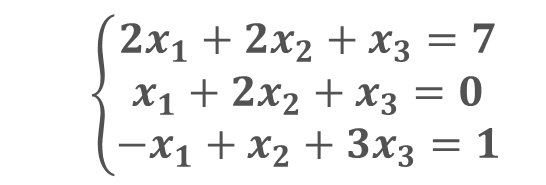 2x₁ + 2x₂ + x₃ = 7
x₁ + 2x₂ + x₃ = 0
−x₁ + x₂ + 3x₃ = 1